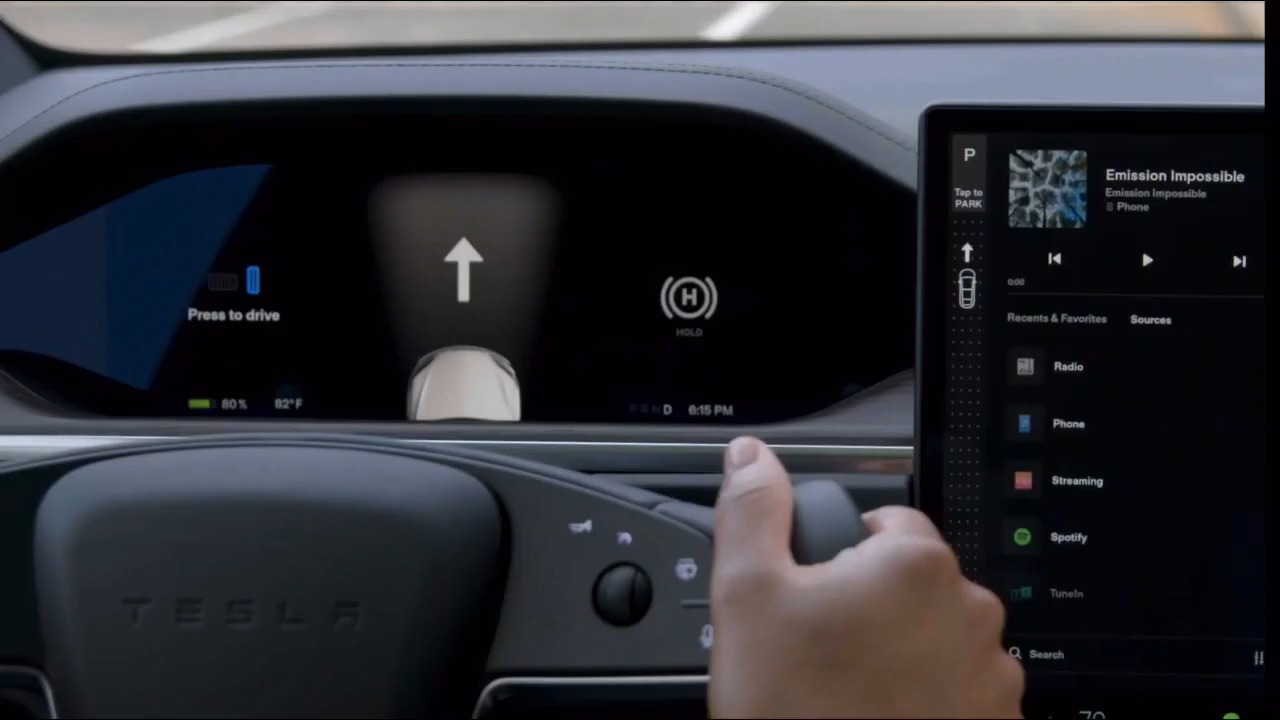 P
Tap to
PARK
Emission Impossible
Emission Impossible
Phone
0:00
Recents & Favorites Sources
Radio
Phone
Streaming
Spotify
TuneIn
Search
Press to drive
H
HOLD
80 % 82°F
P R N D 6:15 PM
TESLA